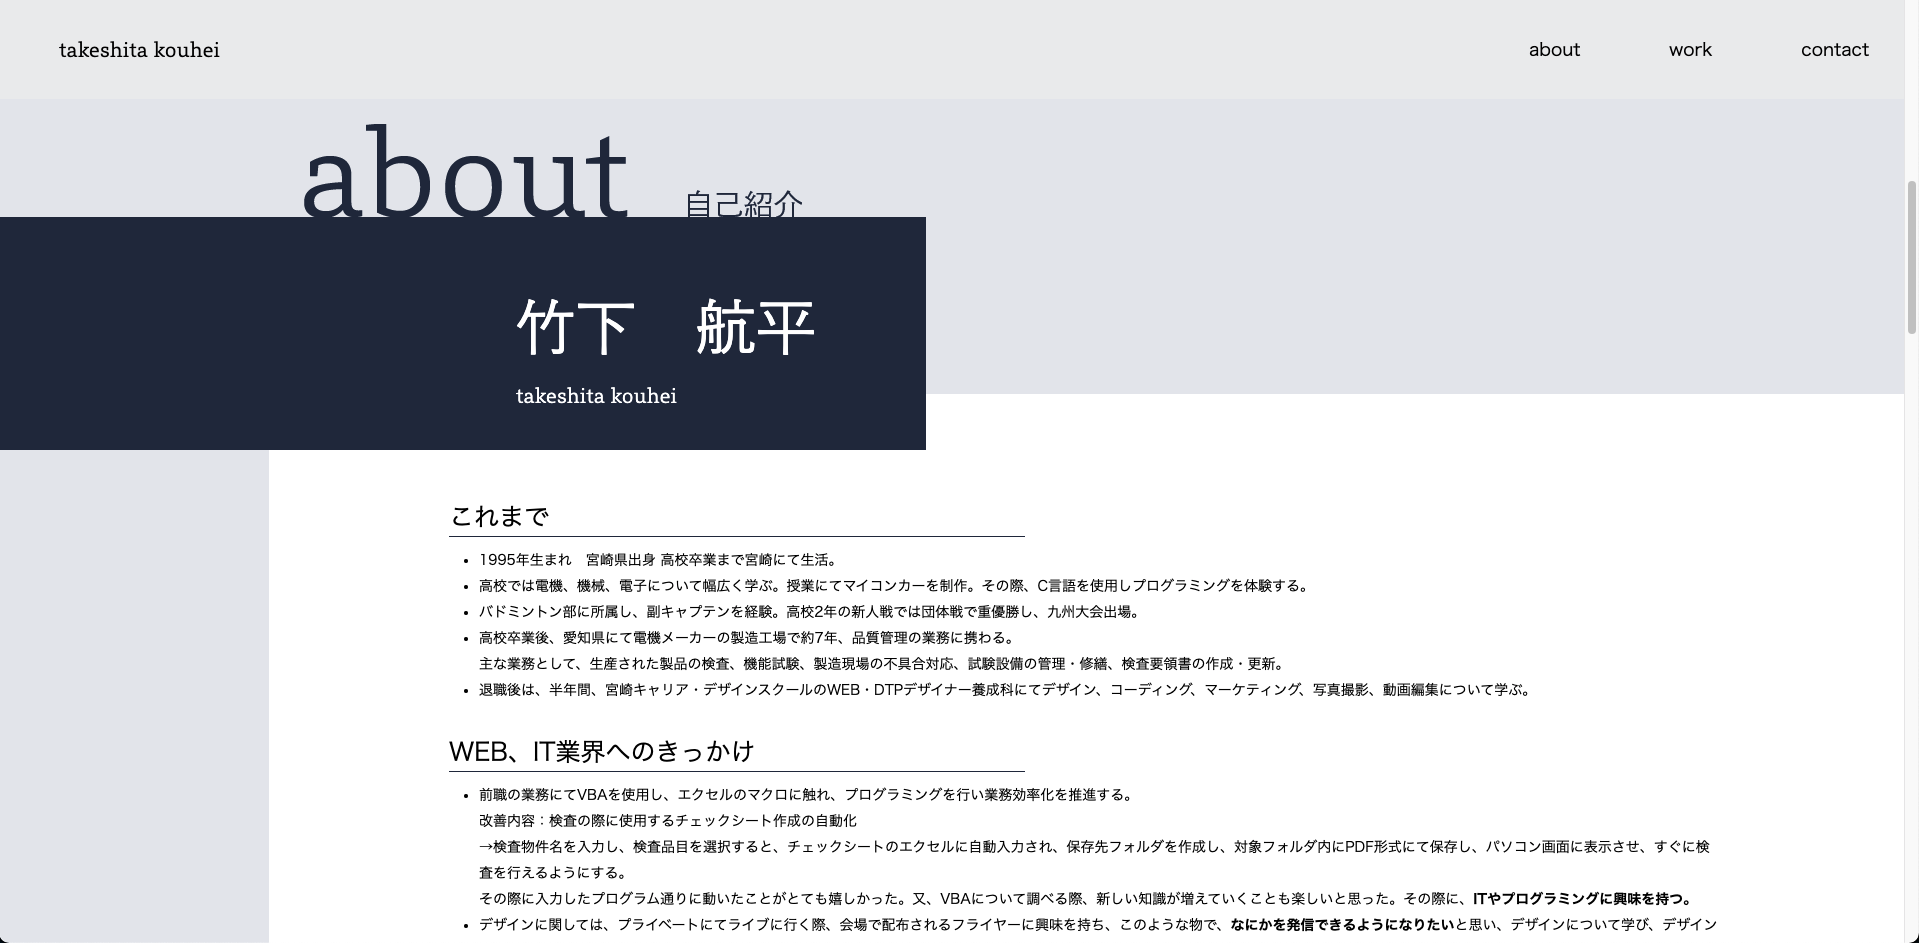 takeshita kouhei
about
work
contact
about
自己紹介
竹下　航平
takeshita kouhei
これまで
• 1995年生まれ　宮崎県出身 高校卒業まで宮崎にて生活。
• 高校では電機、機械、電子について幅広く学ぶ。授業にてマイコンカーを制作。その際、C言語を使用しプログラミングを体験する。
• バドミントン部に所属し、副キャプテンを経験。高校2年の新人戦では団体戦で重優勝し、九州大会出場。
• 高校卒業後、愛知県にて電機メーカーの製造工場で約7年、品質管理の業務に携わる。
主な業務として、生産された製品の検査、機能試験、製造現場の不具合対応、試験設備の管理・修繕、検査要領書の作成・更新。
• 退職後は、半年間、宮崎キャリア・デザインスクールのWEB・DTPデザイナー養成科にてデザイン、コーディング、マーケティング、写真撮影、動画編集について学ぶ。
WEB、IT業界へのきっかけ
• 前職の業務にてVBAを使用し、エクセルのマクロに触れ、プログラミングを行い業務効率化を推進する。
改善内容：検査の際に使用するチェックシート作成の自動化
→検査物件名を入力し、検査品目を選択すると、チェックシートのエクセルに自動入力され、保存先フォルダを作成し、対象フォルダ内にPDF形式にて保存し、パソコン画面に表示させ、すぐに検
査を行えるようにする。
その際に入力したプログラム通りに動いたことがとても嬉しかった。又、VBAについて調べる際、新しい知識が増えていくことも楽しいと思った。その際に、ITやプログラミングに興味を持つ。
• デザインに関しては、プライベートにてライブに行く際、会場で配布されるフライヤーに興味を持ち、このような物で、なにかを発信できるようになりたいと思い、デザインについて学び、デザイン